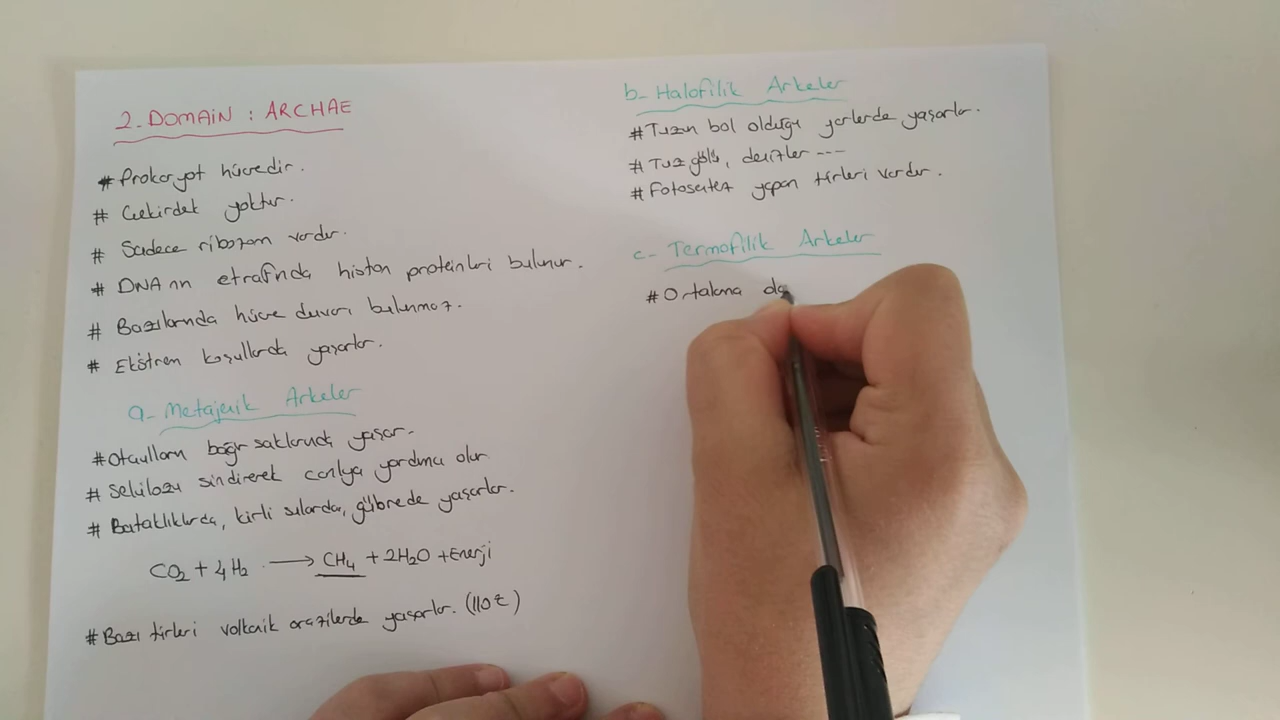 2. DOMAIN : ARCHAE
# Prokaryot hücredir.
# Çekirdek yoktur.
# Sadece ribozom vardır.
# DNA nın etrafında histon proteinleri bulunur.
# Bazılarında hücre duvarı bulunmaz.
# Ekstrem koşullarda yaşarlar.
a- Metajenik Arkeler
# Otçulların bağırsaklarında yaşar.
# Selülozu sindirerek canlıya yardımcı olur
# Bataklıklarda, kirli sularda, gübrede yaşarlar.
CO₂ + 4H₂ → CH₄ + 2H₂O + Enerji
# Bazı türleri volkaik arazilerde yaşarlar. (110℃)
b- Halofilik Arkeler
# Tuzun bol olduğu yerlerde yaşarlar.
# Tuz gölü, denizler ---
# Fotosentez yapan türleri vardır.
c- Termofilik Arkeler
# Ortalama